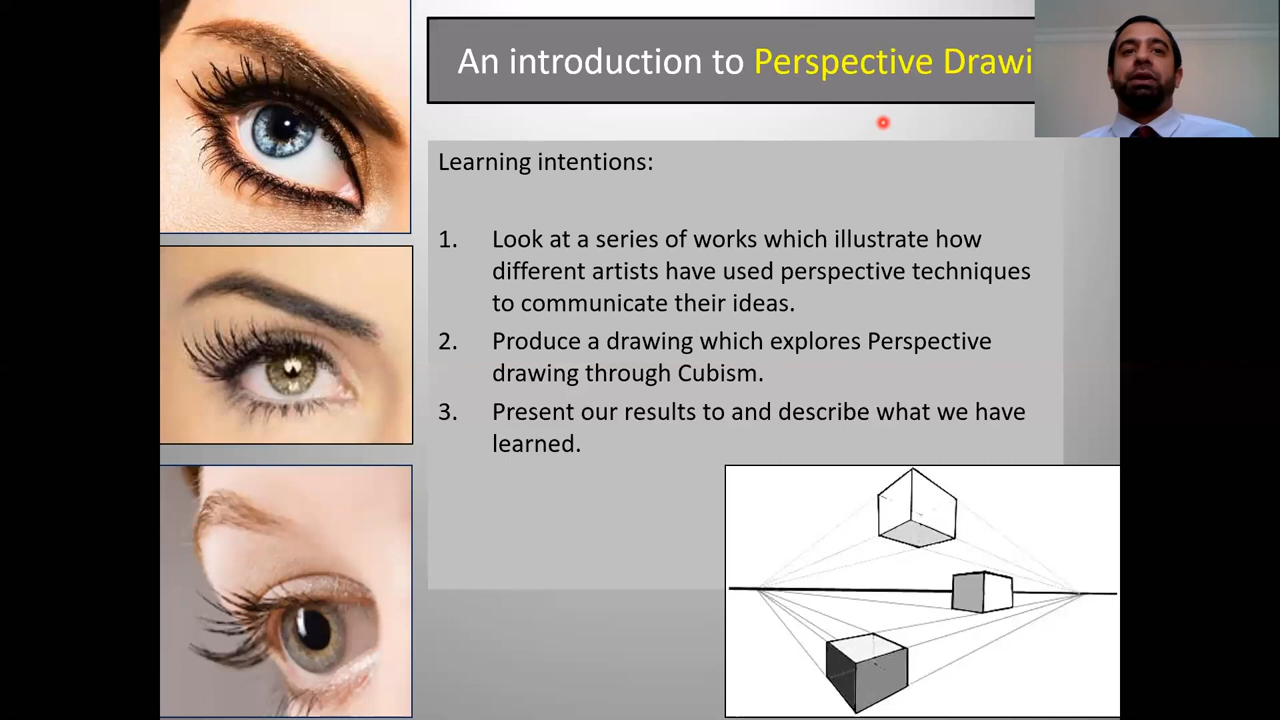 An introduction to Perspective Drawi
Learning intentions:
1. Look at a series of works which illustrate how
different artists have used perspective techniques
to communicate their ideas.
2. Produce a drawing which explores Perspective
drawing through Cubism.
3. Present our results to and describe what we have
learned.